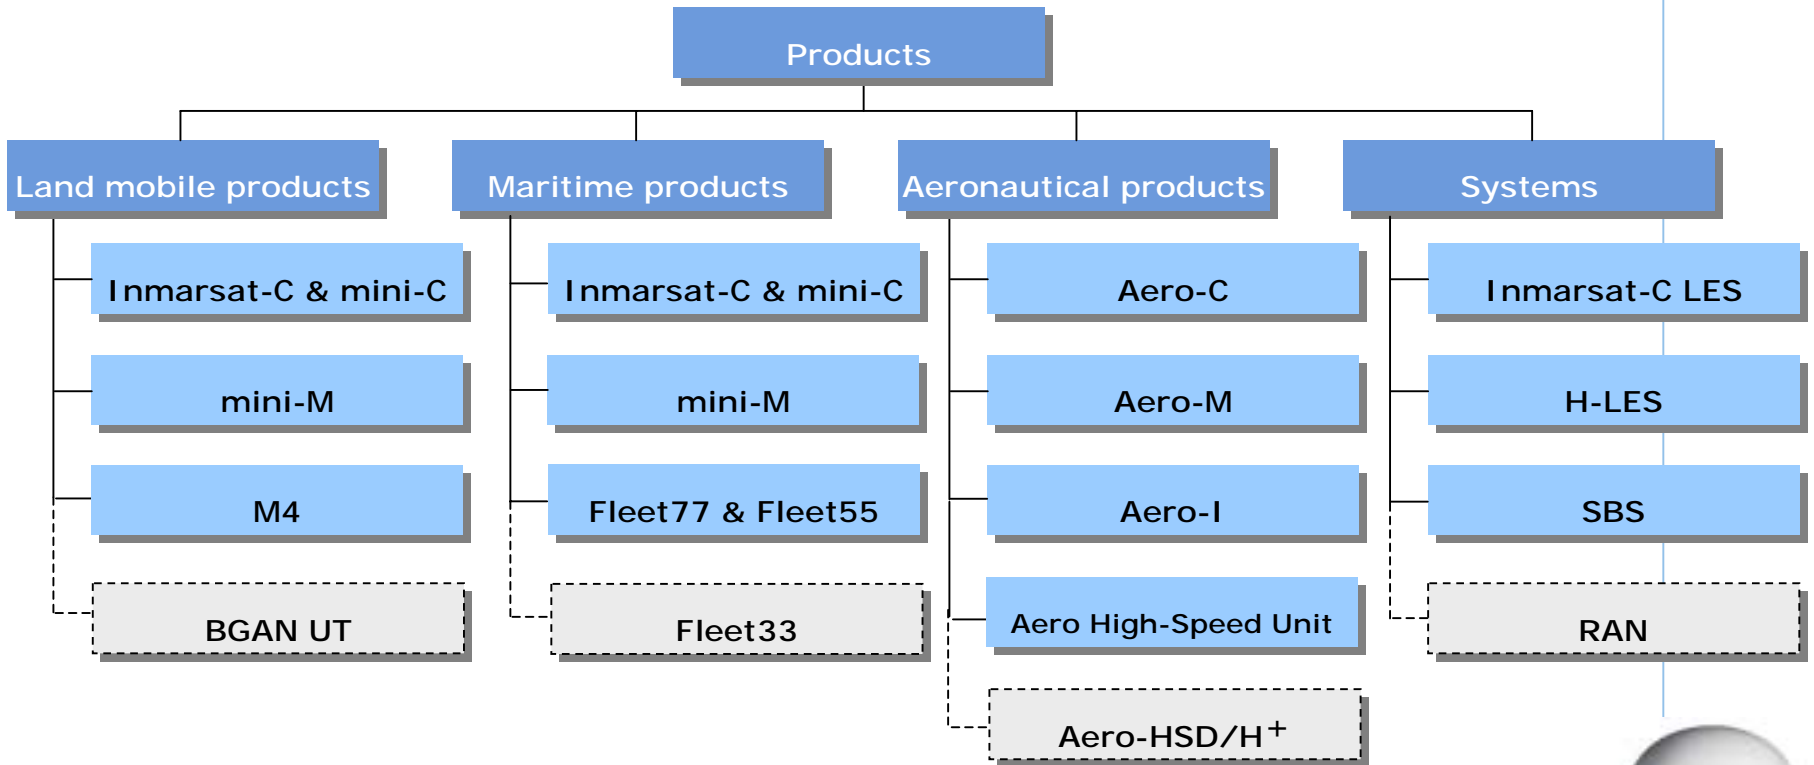 Products
Land mobile products
Maritime products
Aeronautical products
Systems
Inmarsat-C & mini-C
Inmarsat-C & mini-C
Aero-C
Inmarsat-C LES
mini-M
mini-M
Aero-M
H-LES
M4
Fleet77 & Fleet55
Aero-I
SBS
BGAN UT
Fleet33
Aero High-Speed Unit
RAN
Aero-HSD/H+